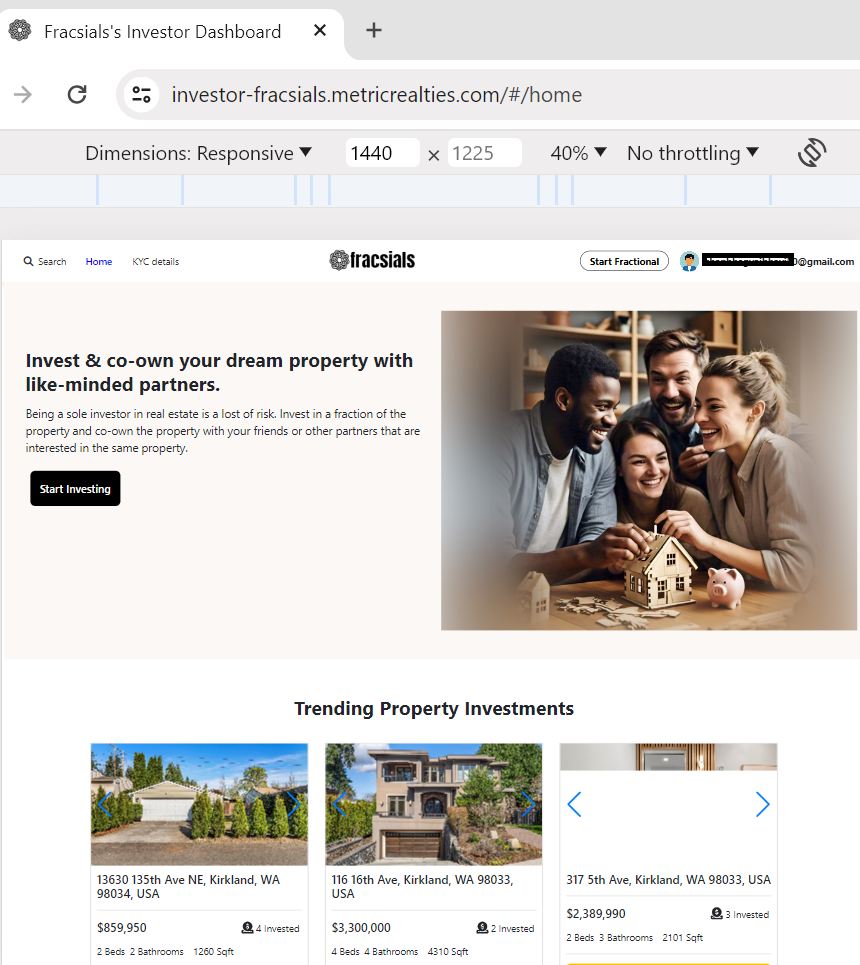 Fracsials's Investor Dashboard
investor-fracsials.metricrealties.com/#/home
Dimensions: Responsive 1440 × 1225 40% No throttling
Search Home KYC details fracsials Start Fractional 0@gmail.com
Invest & co-own your dream property with
like-minded partners.
Being a sole investor in real estate is a lost of risk. Invest in a fraction of the
property and co-own the property with your friends or other partners that are
interested in the same property.
Start Investing
Trending Property Investments
13630 135th Ave NE, Kirkland, WA
98034, USA
$859,950 4 Invested
2 Beds 2 Bathrooms 1260 Sqft
116 16th Ave, Kirkland, WA 98033,
USA
$3,300,000 2 Invested
4 Beds 4 Bathrooms 4310 Sqft
317 5th Ave, Kirkland, WA 98033, USA
$2,389,990 3 Invested
2 Beds 3 Bathrooms 2101 Sqft